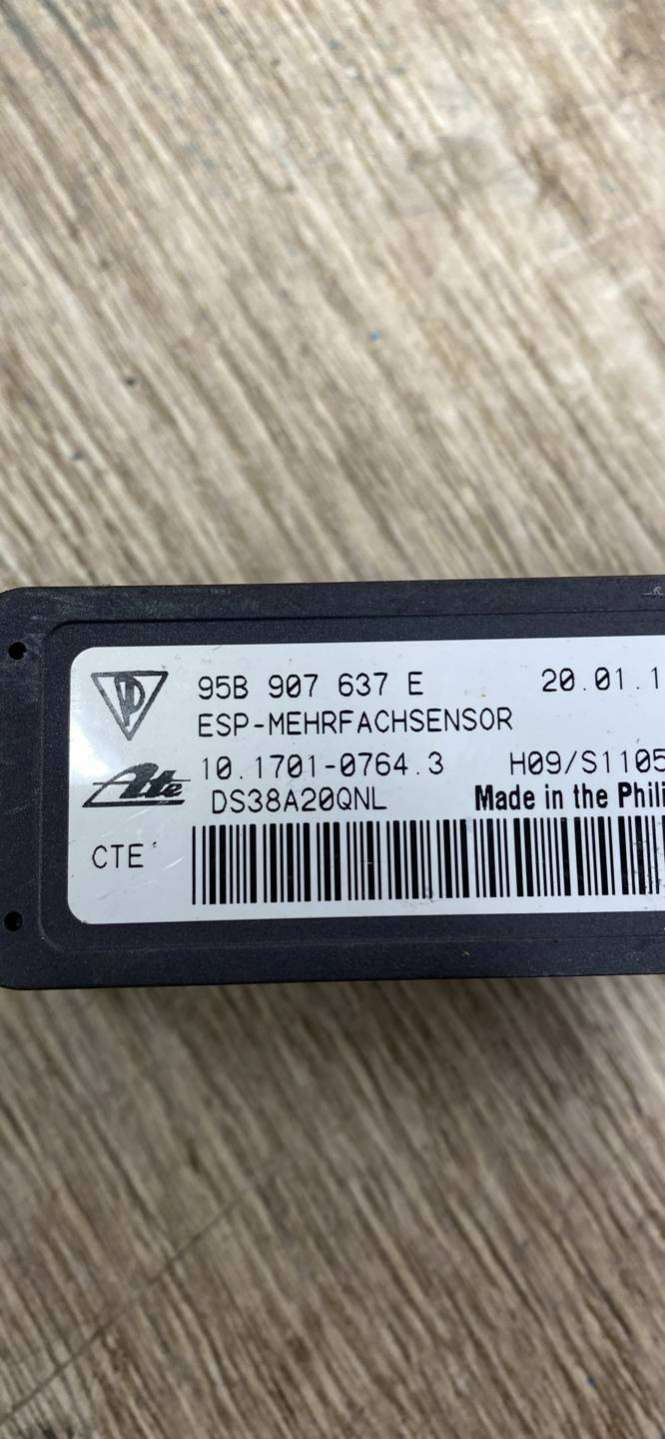 95B 907 637 E 20.01.1
ESP-MEHRFACHSENSOR
10.1701-0764.3 H09/S1105
Ate DS38A20QNL Made in the Phili
CTE